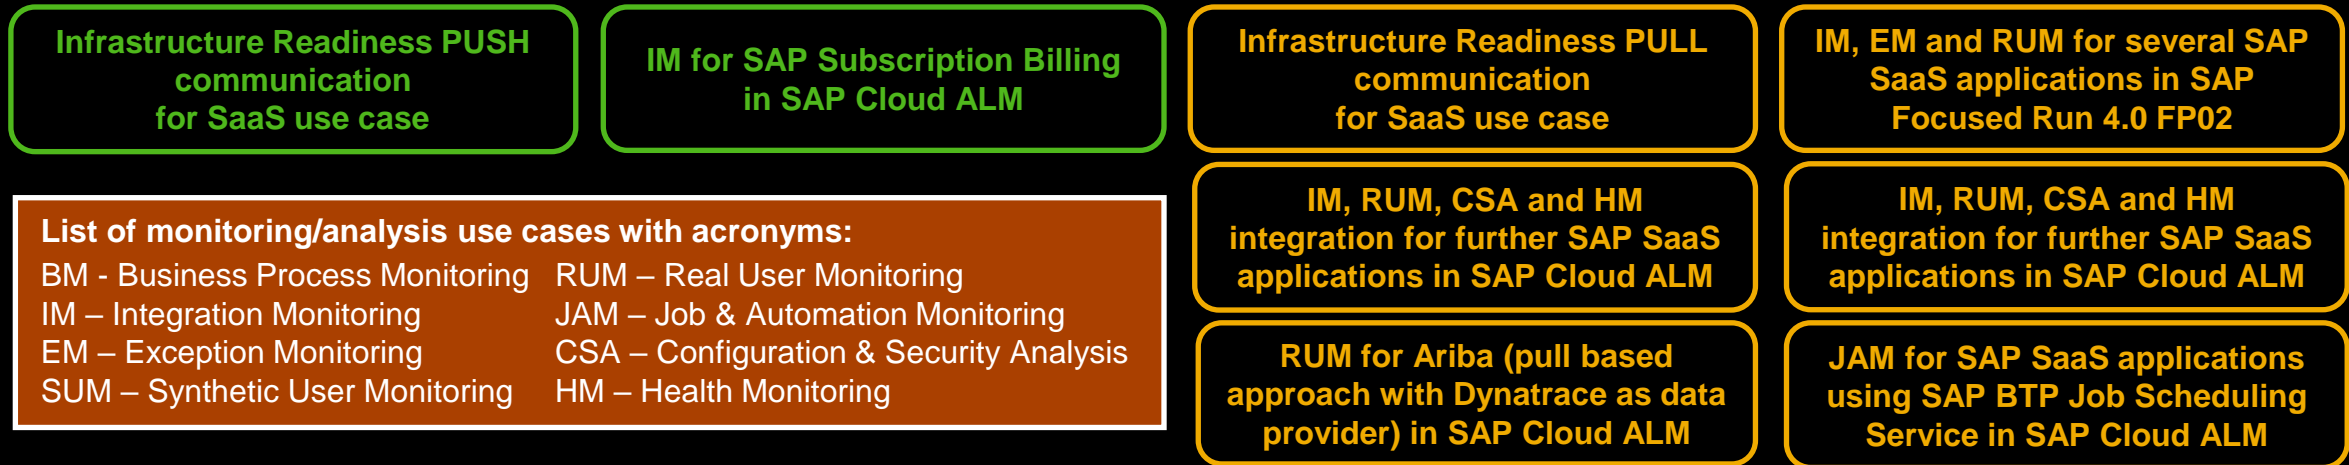 Infrastructure Readiness PUSH
communication
for SaaS use case
IM for SAP Subscription Billing
in SAP Cloud ALM
Infrastructure Readiness PULL
communication
for SaaS use case
IM, EM and RUM for several SAP
SaaS applications in SAP
Focused Run 4.0 FP02
List of monitoring/analysis use cases with acronyms:
BM - Business Process Monitoring
IM – Integration Monitoring
EM – Exception Monitoring
SUM – Synthetic User Monitoring
RUM – Real User Monitoring
JAM – Job & Automation Monitoring
CSA – Configuration & Security Analysis
HM – Health Monitoring
IM, RUM, CSA and HM
integration for further SAP SaaS
applications in SAP Cloud ALM
IM, RUM, CSA and HM
integration for further SAP SaaS
applications in SAP Cloud ALM
RUM for Ariba (pull based
approach with Dynatrace as data
provider) in SAP Cloud ALM
JAM for SAP SaaS applications
using SAP BTP Job Scheduling
Service in SAP Cloud ALM